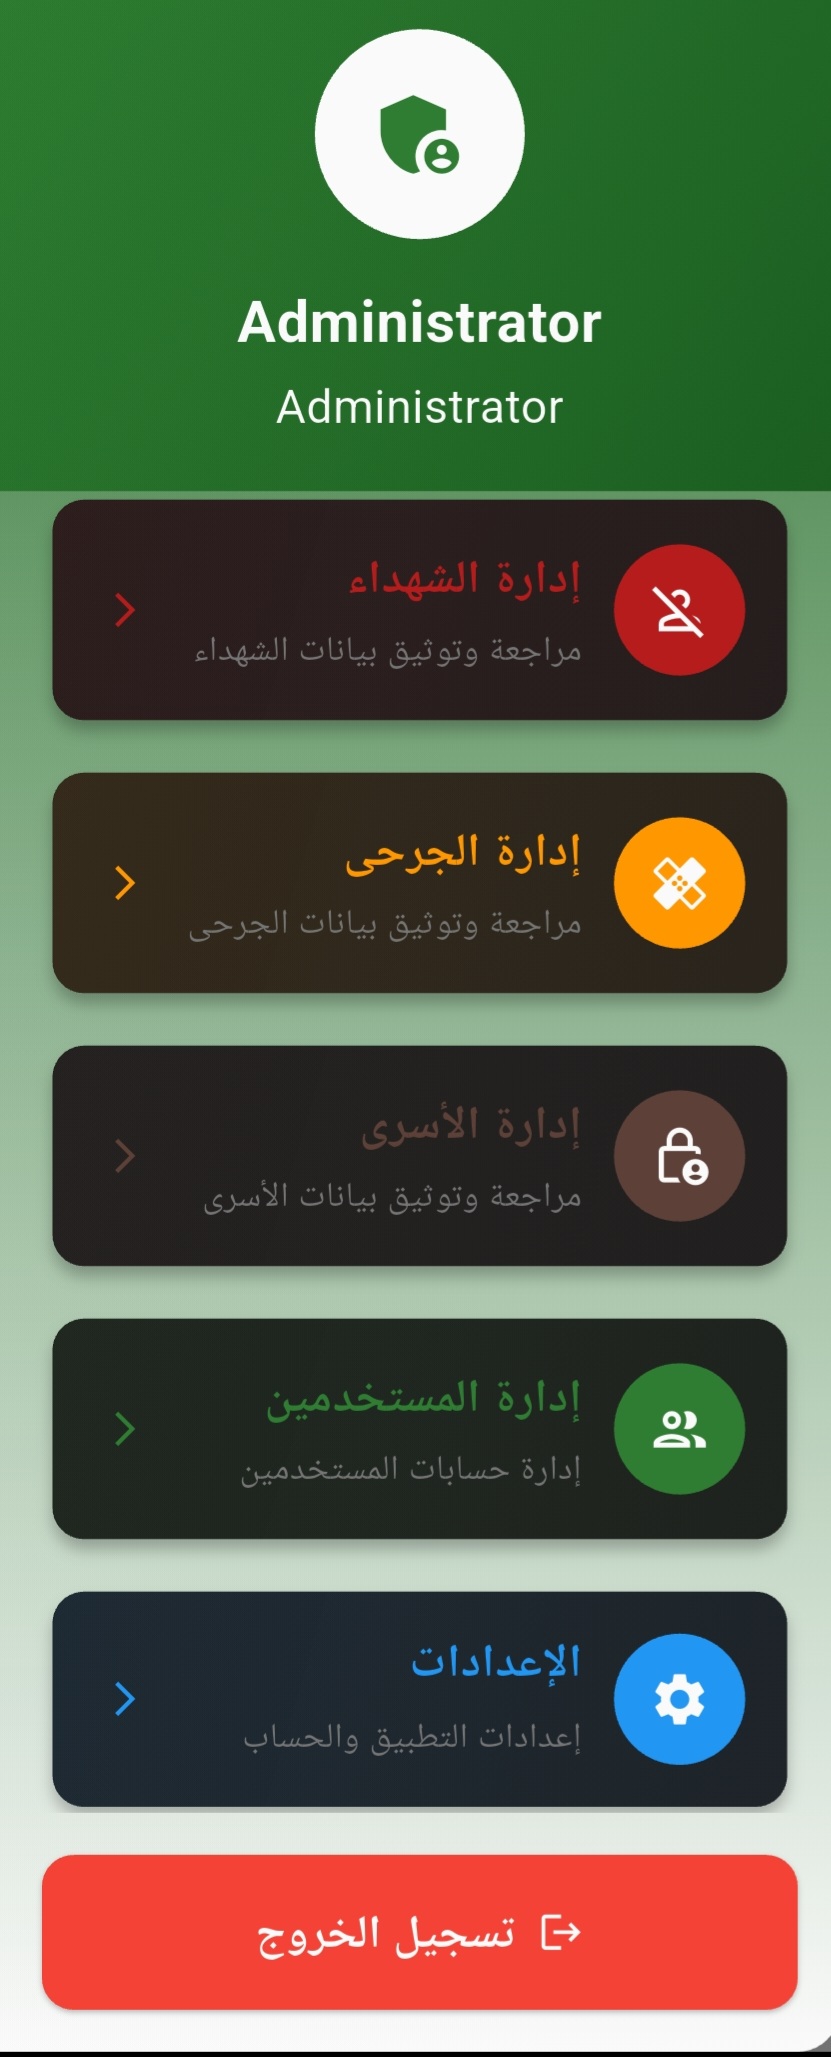 Administrator
Administrator
إدارة الشهداء
مراجعة وتوثيق بيانات الشهداء
إدارة الجرحى
مراجعة وتوثيق بيانات الجرحى
إدارة الأسرى
مراجعة وتوثيق بيانات الأسرى
إدارة المستخدمين
إدارة حسابات المستخدمين
الإعدادات
إعدادات التطبيق والحساب
تسجيل الخروج